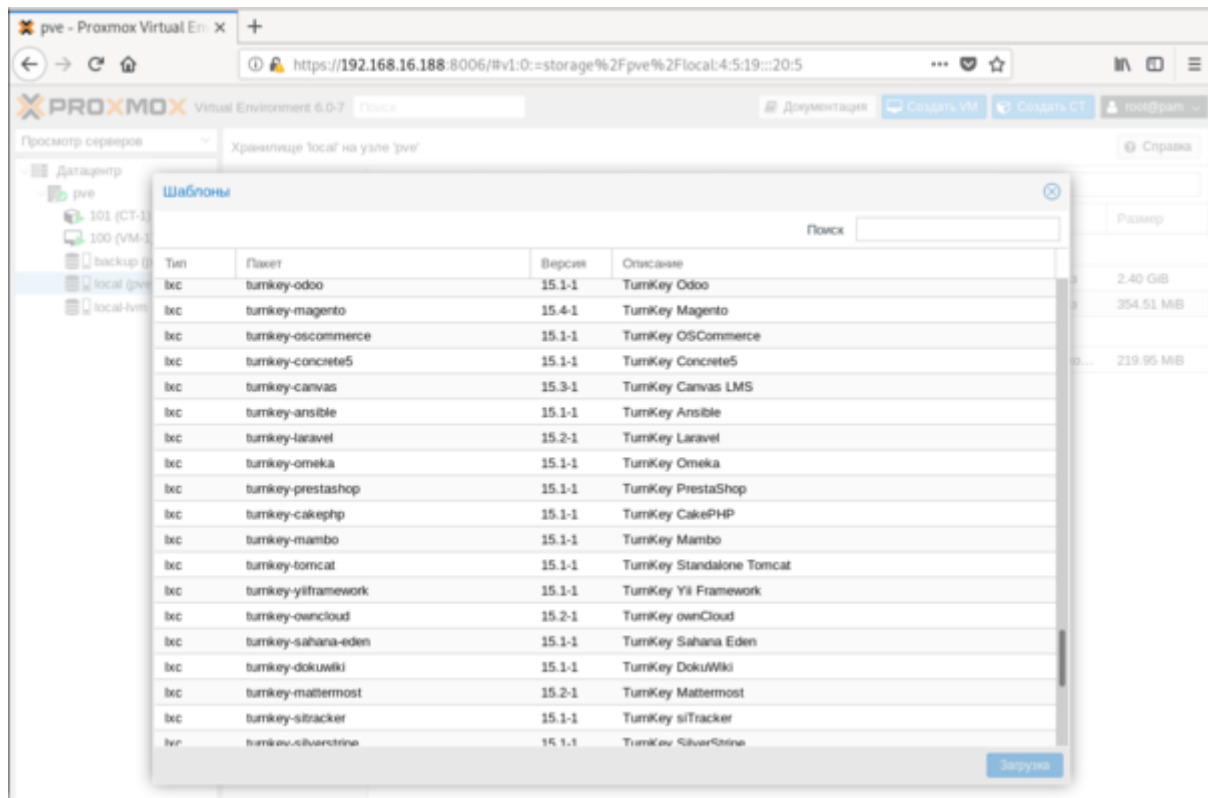 pve - Proxmox Virtual En
https://192.168.16.188:8006/#v1:0:=storage%2Fpve%2Flocal:4:5:19:::20:5
PROXMOX Virtual Environment 6.0-7 Поиск Документация Создать VM Создать CT root@pam
Просмотр серверов Хранилище 'local' на узле 'pve' Справка
Датацентр
pve
101 (CT-1)
100 (VM-1
backup (p
local (pve
local-lvm
Размер
2.40 GiB
354.51 MiB
219.95 MiB
Шаблоны
Поиск
Тип Пакет Версия Описание
lxc turnkey-odoo 15.1-1 TurnKey Odoo
lxc turnkey-magento 15.4-1 TurnKey Magento
lxc turnkey-oscommerce 15.1-1 TurnKey OSCommerce
lxc turnkey-concrete5 15.1-1 TurnKey Concrete5
lxc turnkey-canvas 15.3-1 TurnKey Canvas LMS
lxc turnkey-ansible 15.1-1 TurnKey Ansible
lxc turnkey-laravel 15.2-1 TurnKey Laravel
lxc turnkey-omeka 15.1-1 TurnKey Omeka
lxc turnkey-prestashop 15.1-1 TurnKey PrestaShop
lxc turnkey-cakephp 15.1-1 TurnKey CakePHP
lxc turnkey-mambo 15.1-1 TurnKey Mambo
lxc turnkey-tomcat 15.1-1 TurnKey Standalone Tomcat
lxc turnkey-yiiframework 15.1-1 TurnKey Yii Framework
lxc turnkey-owncloud 15.2-1 TurnKey ownCloud
lxc turnkey-sahana-eden 15.1-1 TurnKey Sahana Eden
lxc turnkey-dokuwiki 15.1-1 TurnKey DokuWiki
lxc turnkey-mattermost 15.2-1 TurnKey Mattermost
lxc turnkey-sitracker 15.1-1 TurnKey siTracker
lxc turnkey-silverstripe 15.1-1 TurnKey SilverStripe
Загрузка